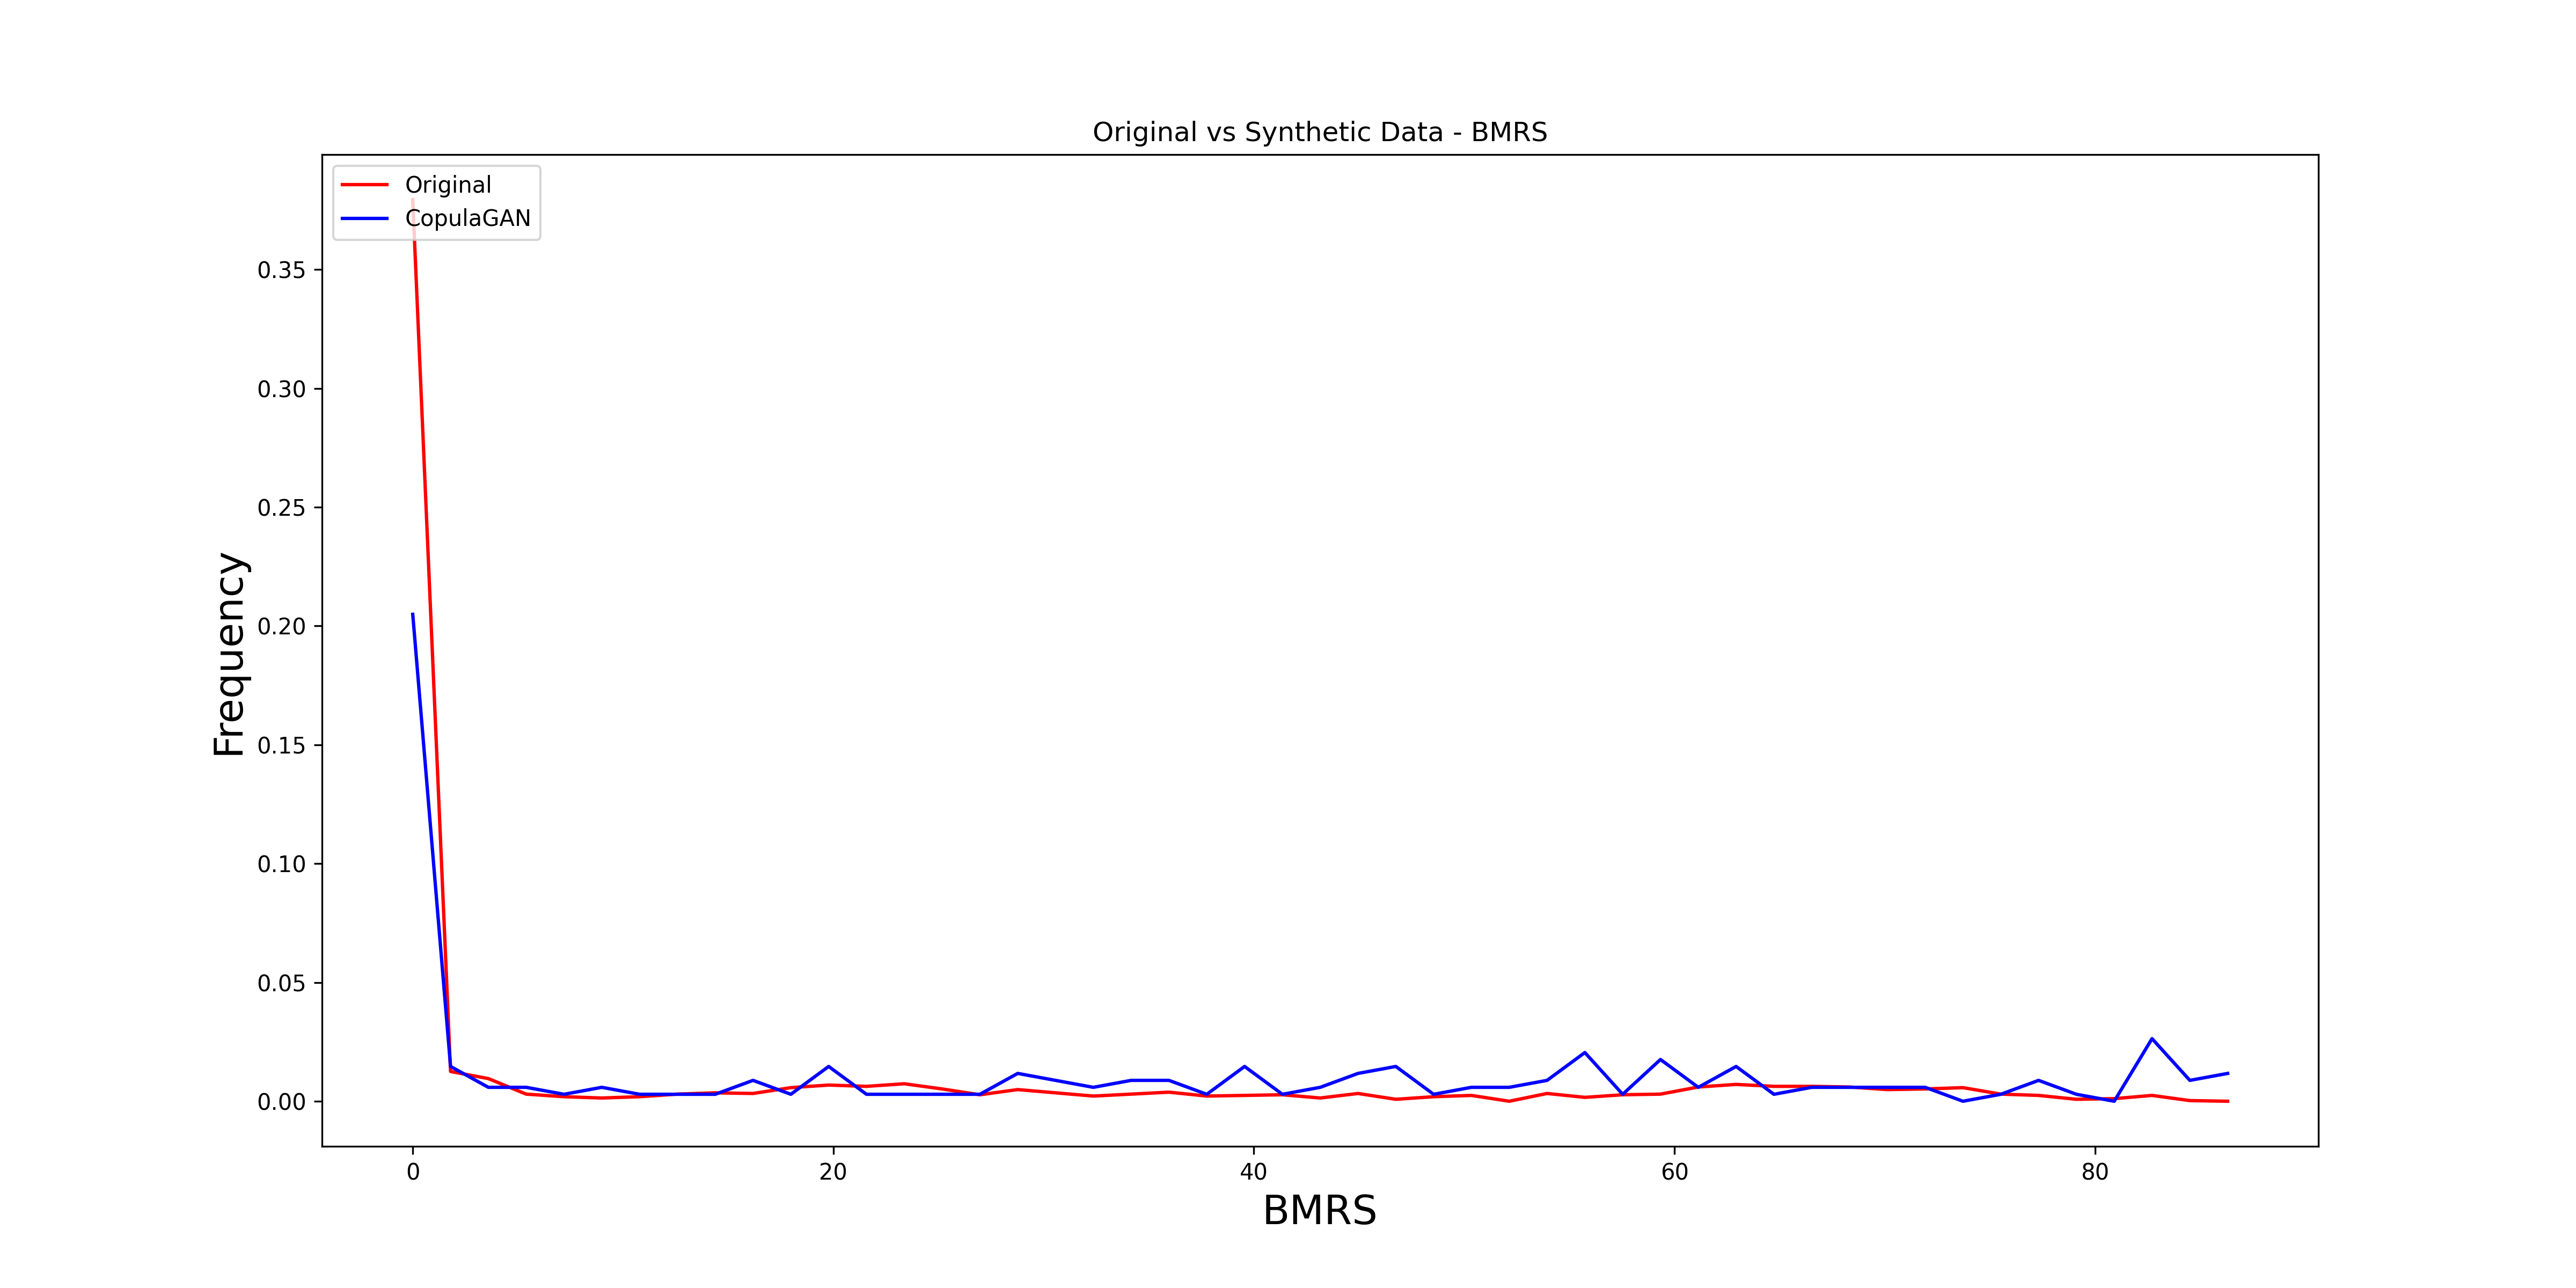 Original vs Synthetic Data - BMRS
Original
CopulaGAN
0.35
0.30
0.25
0.20
0.15
0.10
0.05
0.00
Frequency
0 20 40 60 80
BMRS